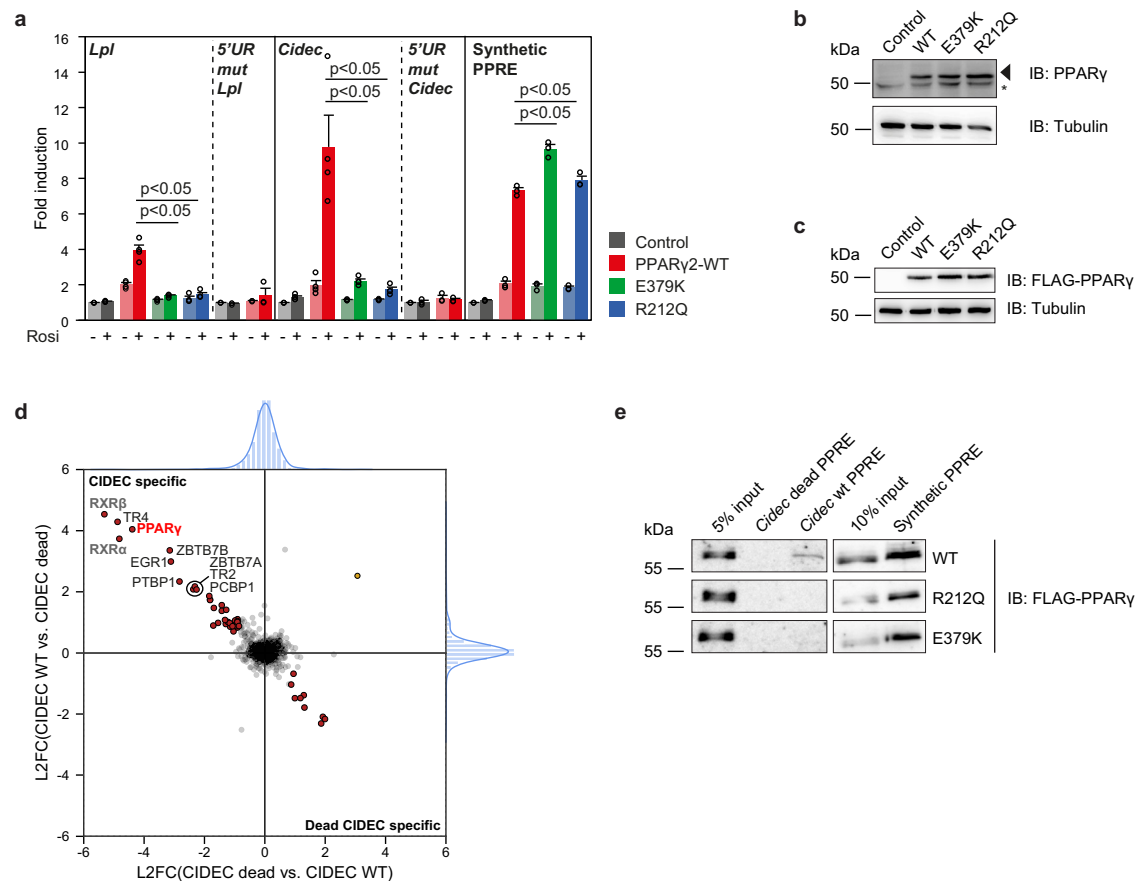 a
Lpl
5'UR
mut
Lpl
Cidec
5'UR
mut
Cidec
Synthetic
PPRE
16
14
12
10
8
6
4
2
0
Fold induction
p<0.05
p<0.05
p<0.05
p<0.05
p<0.05
p<0.05
Rosi - + - + - + - + - + - + - + - + - + - + - + - + - + - + - + - +
Control
PPARγ2-WT
E379K
R212Q
b
kDa
Control
WT
E379K
R212Q
50
IB: PPARγ
*
50
IB: Tubulin
c
kDa
Control
WT
E379K
R212Q
50
IB: FLAG-PPARγ
50
IB: Tubulin
d
CIDEC specific
RXRβ
TR4
PPARγ
RXRα
ZBTB7B
EGR1
ZBTB7A
TR2
PTBP1
PCBP1
Dead CIDEC specific
6
4
2
0
-2
-4
-6
L2FC(CIDEC WT vs. CIDEC dead)
-6 -4 -2 0 2 4 6
L2FC(CIDEC dead vs. CIDEC WT)
e
kDa
5% input
Cidec dead PPRE
Cidec wt PPRE
10% input
Synthetic PPRE
55
WT
55
R212Q
55
E379K
IB: FLAG-PPARγ